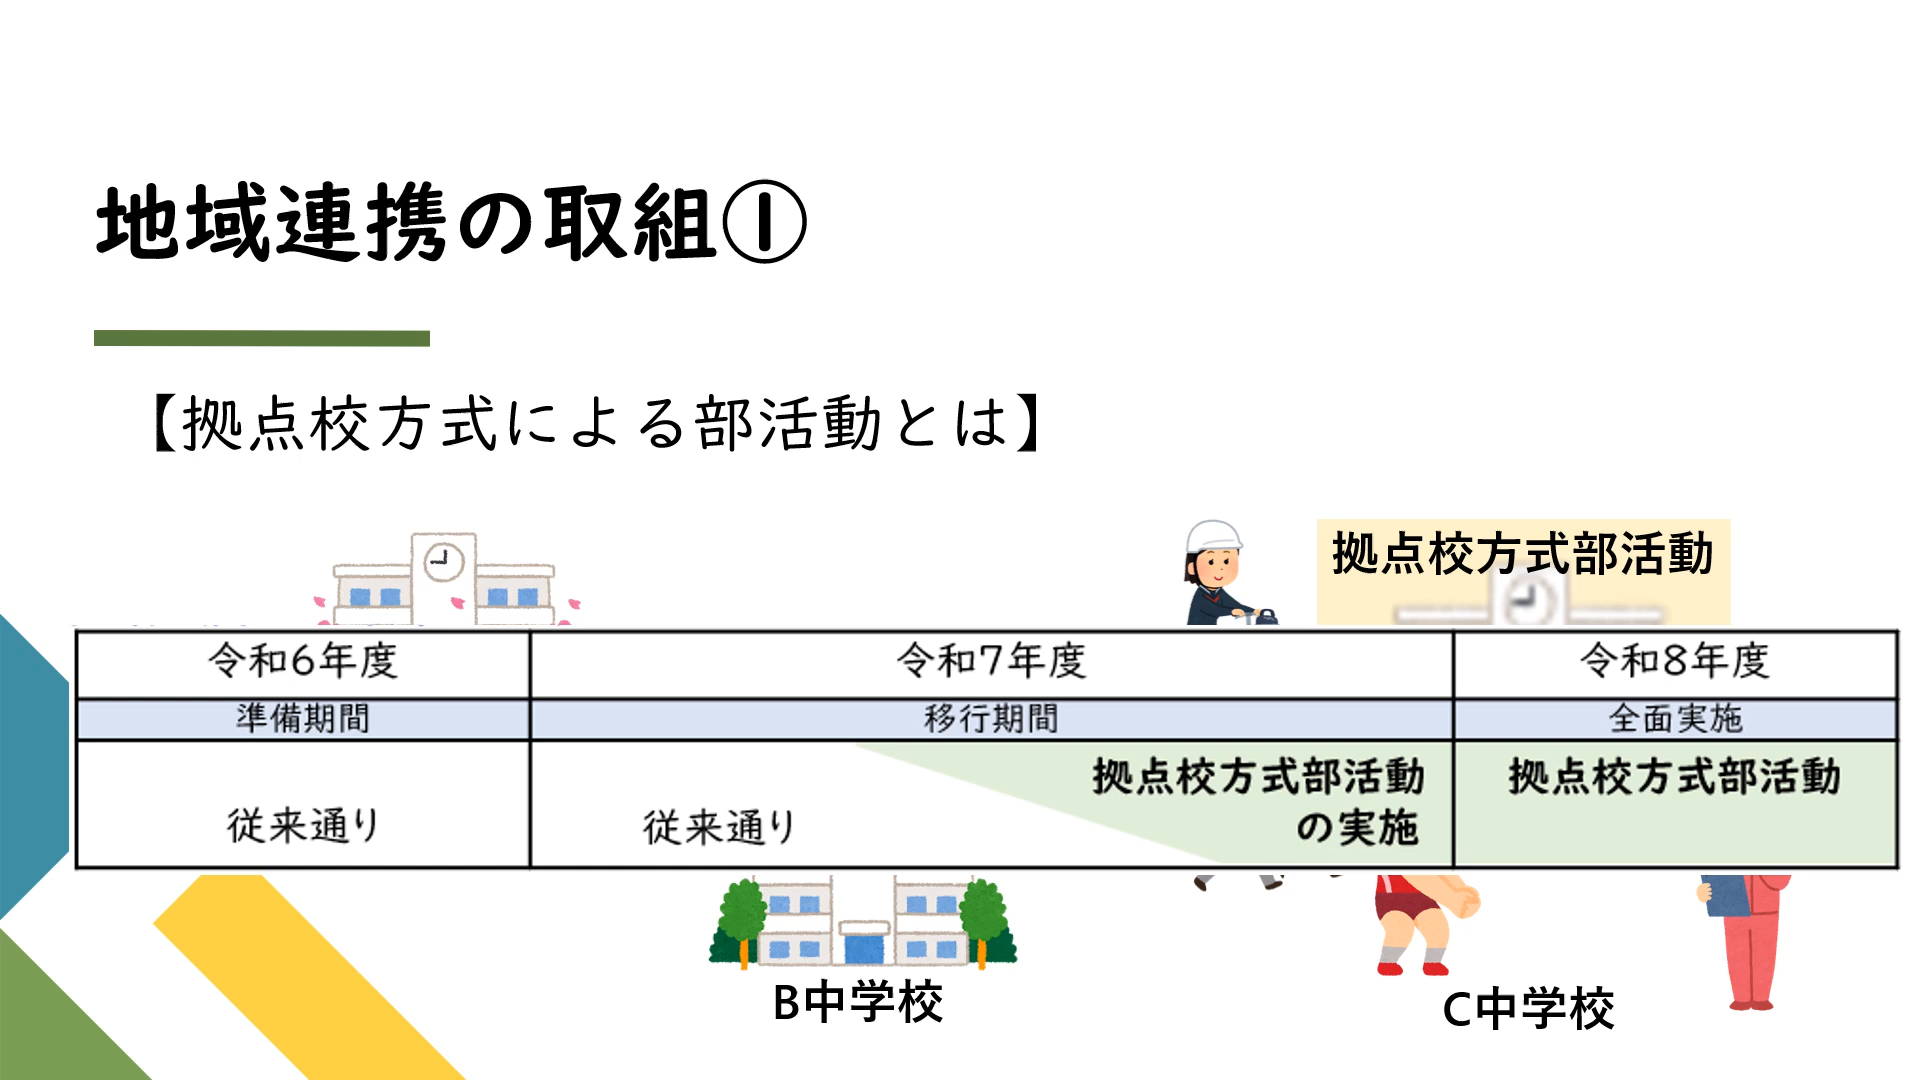 地域連携の取組①
【拠点校方式による部活動とは】
拠点校方式部活動
令和6年度 令和7年度 令和8年度
準備期間 移行期間 全面実施
従来通り 従来通り 拠点校方式部活動の実施 拠点校方式部活動
B中学校
C中学校